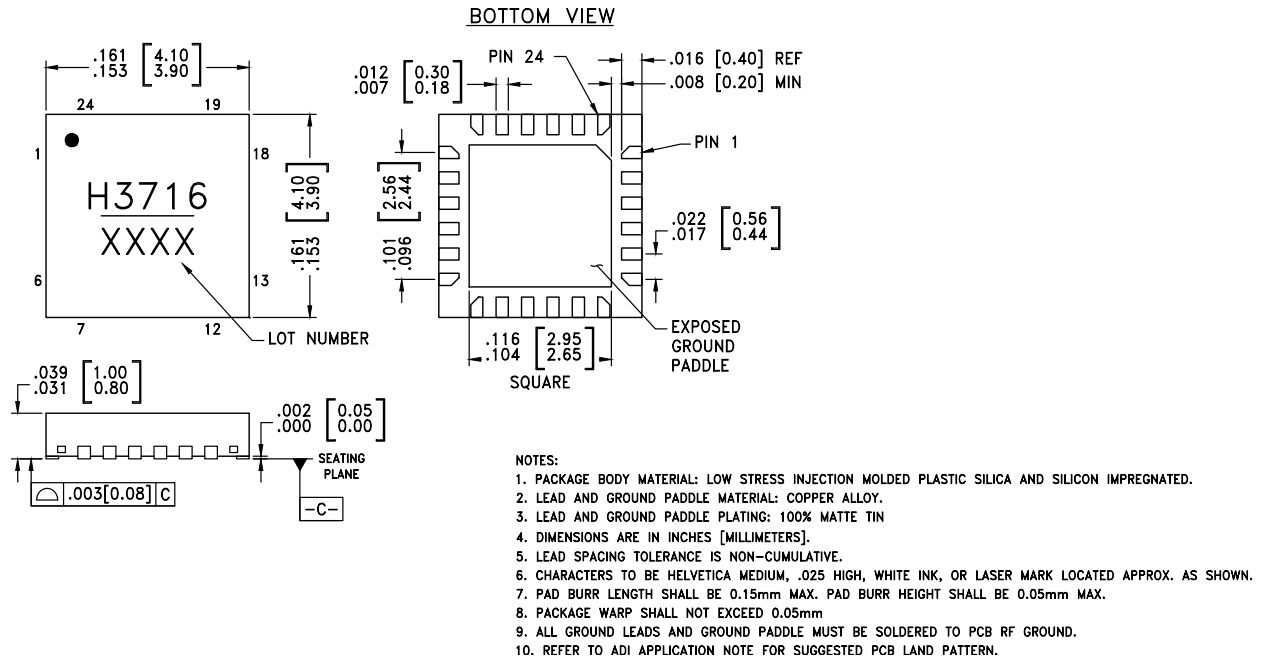 BOTTOM VIEW
.161 [4.10]
.153 [3.90]
24 19
1 18
H3716
XXXX
6 13
7 12
LOT NUMBER
.161 [4.10]
.153 [3.90]
.012 [0.30]
.007 [0.18]
PIN 24
.016 [0.40] REF
.008 [0.20] MIN
PIN 1
.101 [2.56]
.096 [2.44]
.022 [0.56]
.017 [0.44]
.116 [2.95]
.104 [2.65]
SQUARE
EXPOSED
GROUND
PADDLE
.039 [1.00]
.031 [0.80]
.002 [0.05]
.000 [0.00]
SEATING
PLANE
.003[0.08] C
-C-
NOTES:
1. PACKAGE BODY MATERIAL: LOW STRESS INJECTION MOLDED PLASTIC SILICA AND SILICON IMPREGNATED.
2. LEAD AND GROUND PADDLE MATERIAL: COPPER ALLOY.
3. LEAD AND GROUND PADDLE PLATING: 100% MATTE TIN
4. DIMENSIONS ARE IN INCHES [MILLIMETERS].
5. LEAD SPACING TOLERANCE IS NON-CUMULATIVE.
6. CHARACTERS TO BE HELVETICA MEDIUM, .025 HIGH, WHITE INK, OR LASER MARK LOCATED APPROX. AS SHOWN.
7. PAD BURR LENGTH SHALL BE 0.15mm MAX. PAD BURR HEIGHT SHALL BE 0.05mm MAX.
8. PACKAGE WARP SHALL NOT EXCEED 0.05mm
9. ALL GROUND LEADS AND GROUND PADDLE MUST BE SOLDERED TO PCB RF GROUND.
10. REFER TO ADI APPLICATION NOTE FOR SUGGESTED PCB LAND PATTERN.